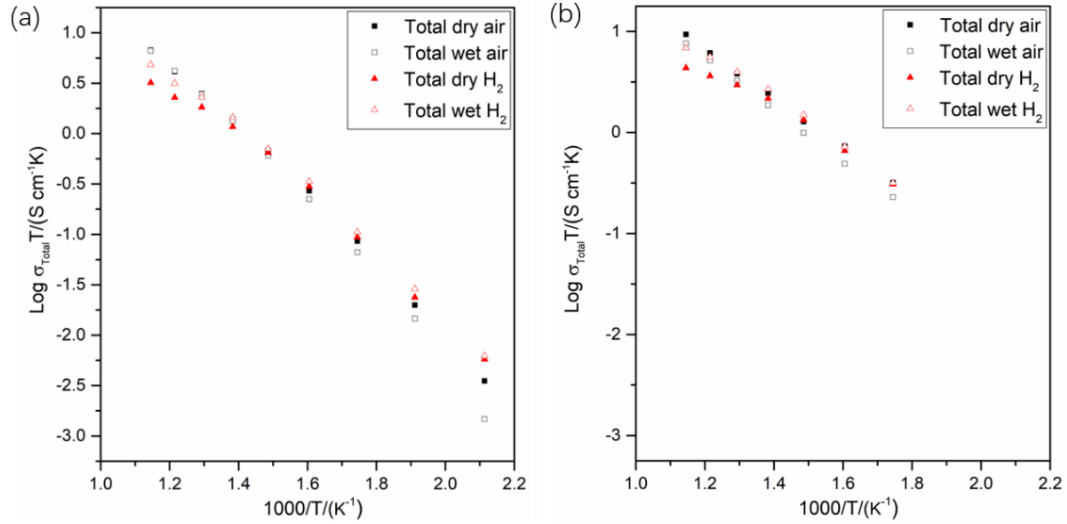 (a)
Total dry air
Total wet air
Total dry H₂
Total wet H₂
1.0
0.5
0.0
-0.5
-1.0
-1.5
-2.0
-2.5
-3.0
Log σTotalT/(S cm⁻¹K)
1.0 1.2 1.4 1.6 1.8 2.0 2.2
1000/T/(K⁻¹)
(b)
Total dry air
Total wet air
Total dry H₂
Total wet H₂
1
0
-1
-2
-3
Log σTotalT/(S cm⁻¹K)
1.0 1.2 1.4 1.6 1.8 2.0 2.2
1000/T/(K⁻¹)